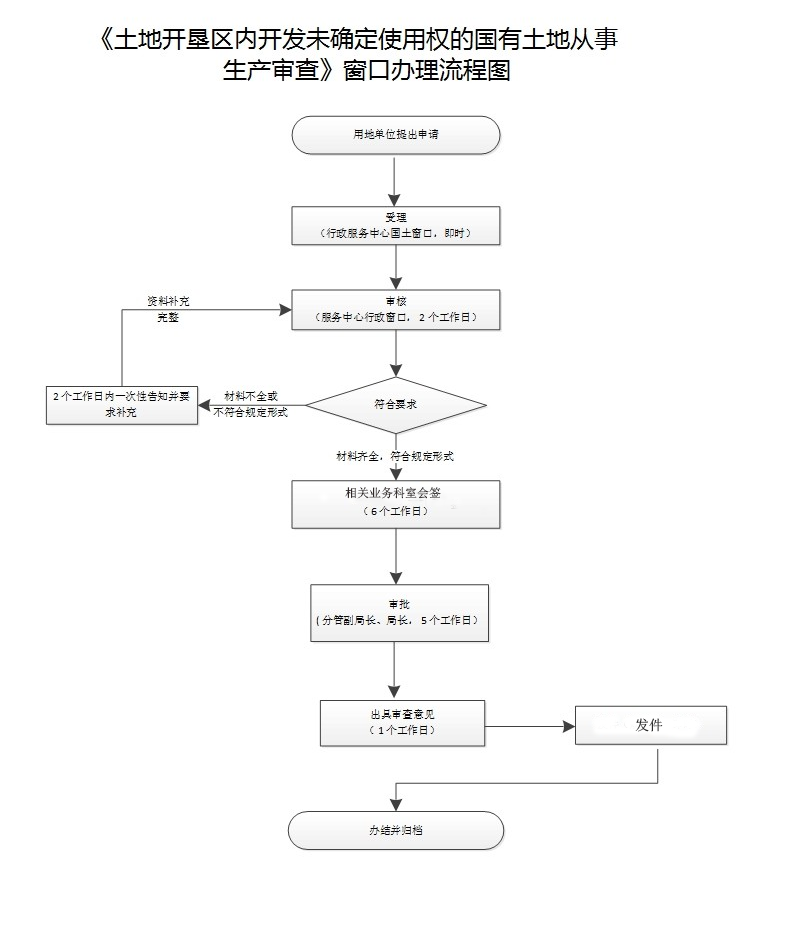 《土地开垦区内开发未确定使用权的国有土地从事
生产审查》窗口办理流程图
用地单位提出申请
受理
（行政服务中心国土窗口，即时）
资料补充
完整
审核
（服务中心行政窗口，2个工作日）
2个工作日内一次性告知并要
求补充
材料不全或
不符合规定形式
符合要求
材料齐全，符合规定形式
相关业务科室会签
（6个工作日）
审批
(分管副局长、局长，5个工作日）
出具审查意见
（1个工作日）
发件
办结并归档